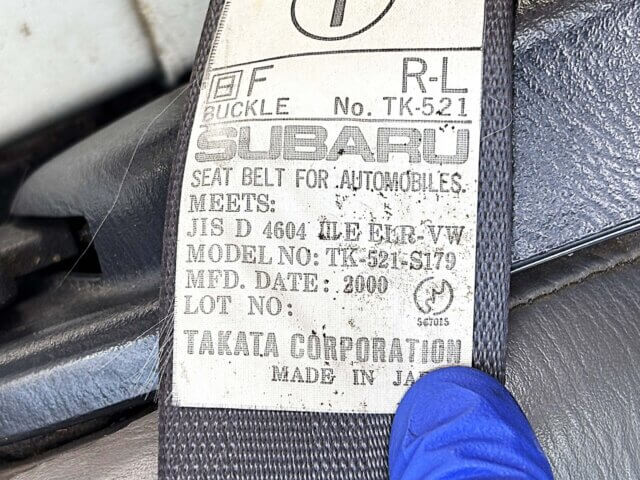 F R-L
BUCKLE No. TK-521
SUBARU
SEAT BELT FOR AUTOMOBILES.
MEETS:
JIS D 4604 ILE ELR-VW
MODEL NO: TK-521-S179
MFD. DATE: 2000
LOT NO:
TAKATA CORPORATION
MADE IN